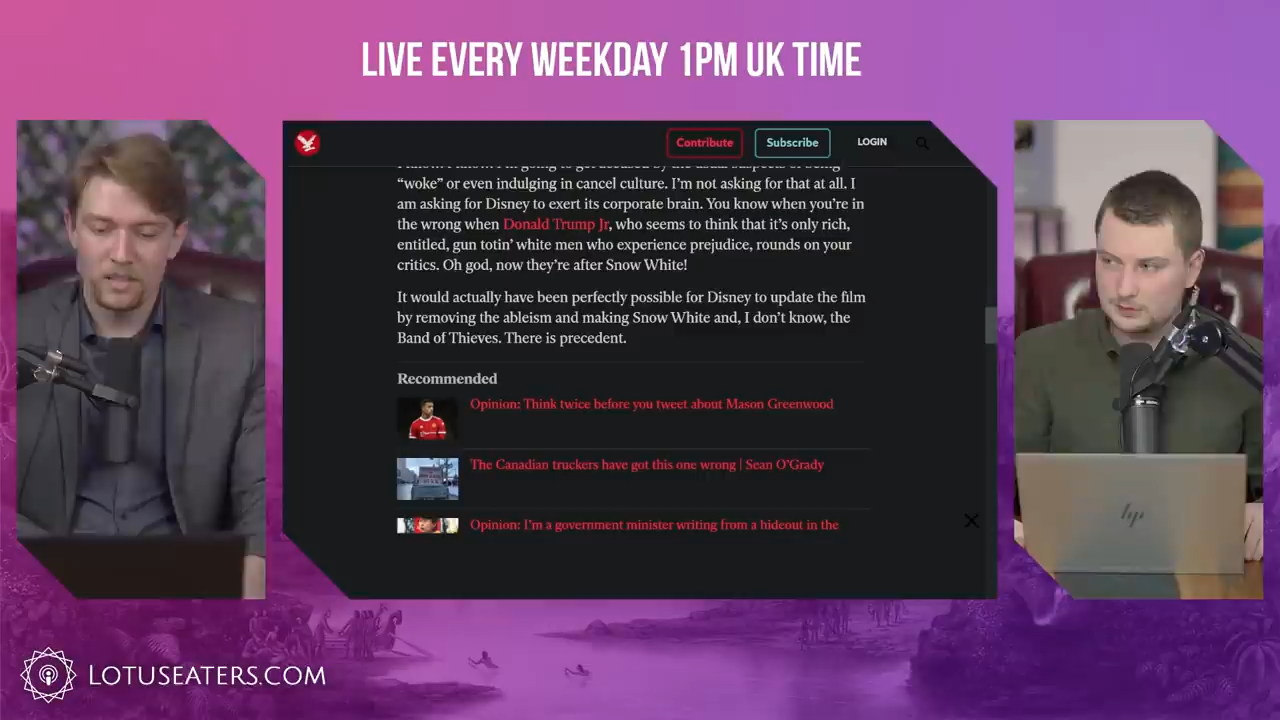 LIVE EVERY WEEKDAY 1PM UK TIME
Contribute
Subscribe
LOGIN
“woke” or even indulging in cancel culture. I’m not asking for that at all. I
am asking for Disney to exert its corporate brain. You know when you’re in
the wrong when Donald Trump Jr, who seems to think that it’s only rich,
entitled, gun totin’ white men who experience prejudice, rounds on your
critics. Oh god, now they’re after Snow White!
It would actually have been perfectly possible for Disney to update the film
by removing the ableism and making Snow White and, I don’t know, the
Band of Thieves. There is precedent.
Recommended
Opinion: Think twice before you tweet about Mason Greenwood
The Canadian truckers have got this one wrong | Sean O’Grady
Opinion: I’m a government minister writing from a hideout in the
hp
LOTUSEATERS.COM